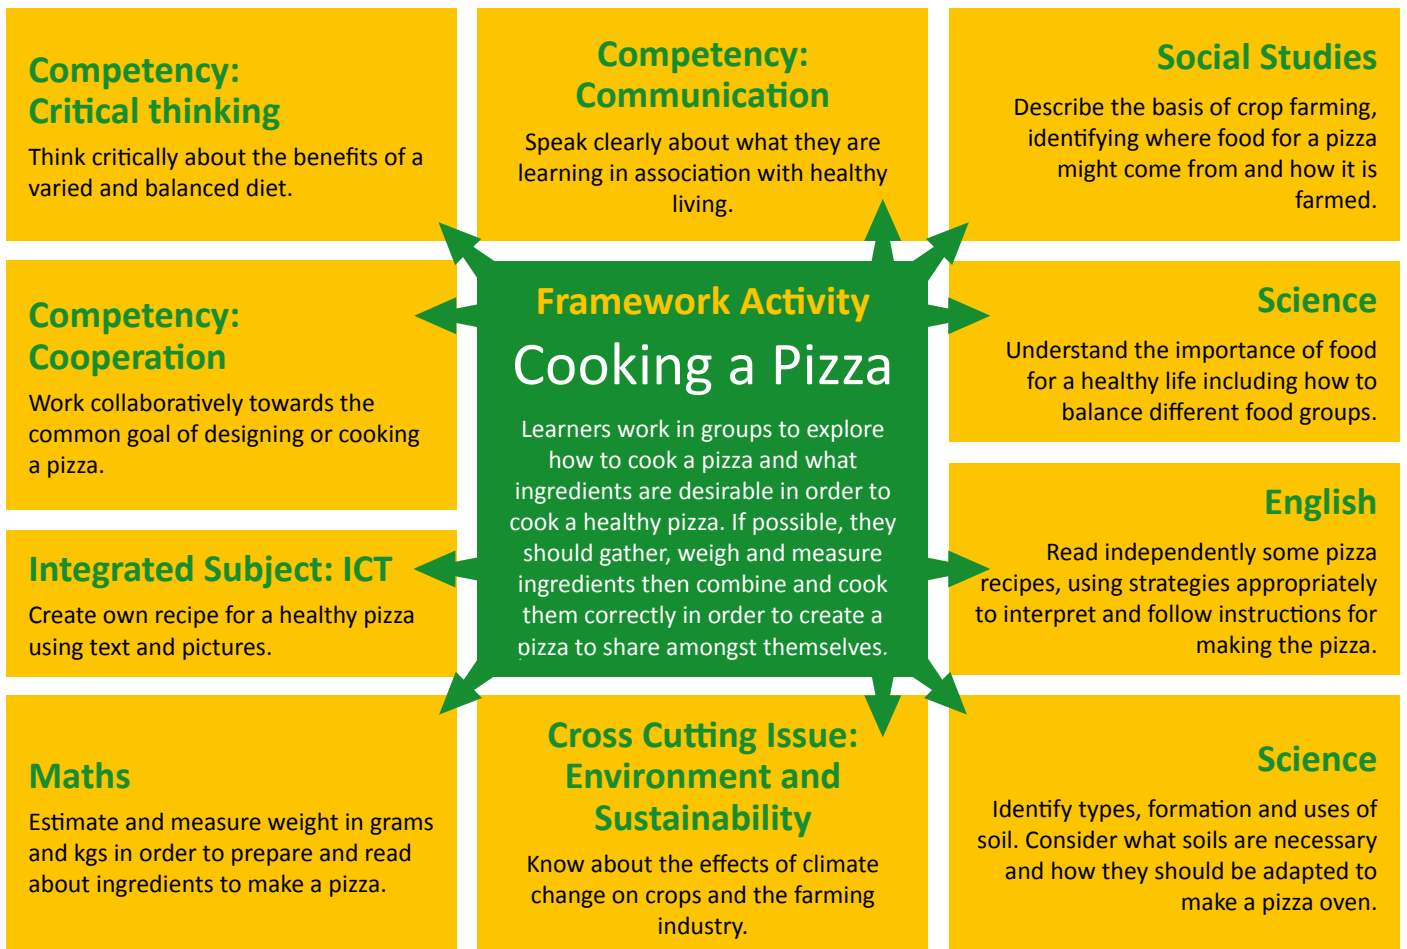 Competency:
Critical thinking
Think critically about the benefits of a
varied and balanced diet.
Competency:
Communication
Speak clearly about what they are
learning in association with healthy
living.
Social Studies
Describe the basis of crop farming,
identifying where food for a pizza
might come from and how it is
farmed.
Competency:
Cooperation
Work collaboratively towards the
common goal of designing or cooking
a pizza.
Framework Activity
Cooking a Pizza
Learners work in groups to explore
how to cook a pizza and what
ingredients are desirable in order to
cook a healthy pizza. If possible, they
should gather, weigh and measure
ingredients then combine and cook
them correctly in order to create a
pizza to share amongst themselves.
Science
Understand the importance of food
for a healthy life including how to
balance different food groups.
Integrated Subject: ICT
Create own recipe for a healthy pizza
using text and pictures.
English
Read independently some pizza
recipes, using strategies appropriately
to interpret and follow instructions for
making the pizza.
Maths
Estimate and measure weight in grams
and kgs in order to prepare and read
about ingredients to make a pizza.
Cross Cutting Issue:
Environment and
Sustainability
Know about the effects of climate
change on crops and the farming
industry.
Science
Identify types, formation and uses of
soil. Consider what soils are necessary
and how they should be adapted to
make a pizza oven.